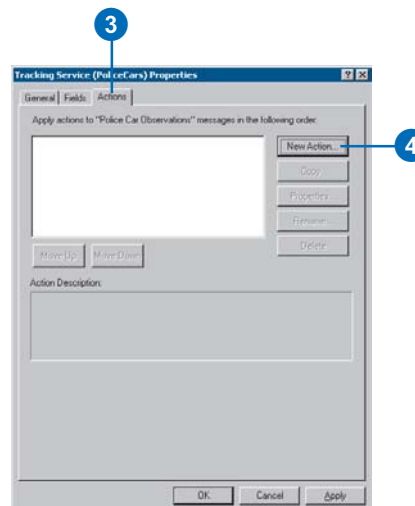 3
Tracking Service (PoliceCars) Properties
General Fields Actions
Apply actions to "Police Car Observations" messages in the following order:
New Action...
4
Copy
Properties...
Rename...
Delete
Move Up Move Down
Action Description:
OK Cancel Apply